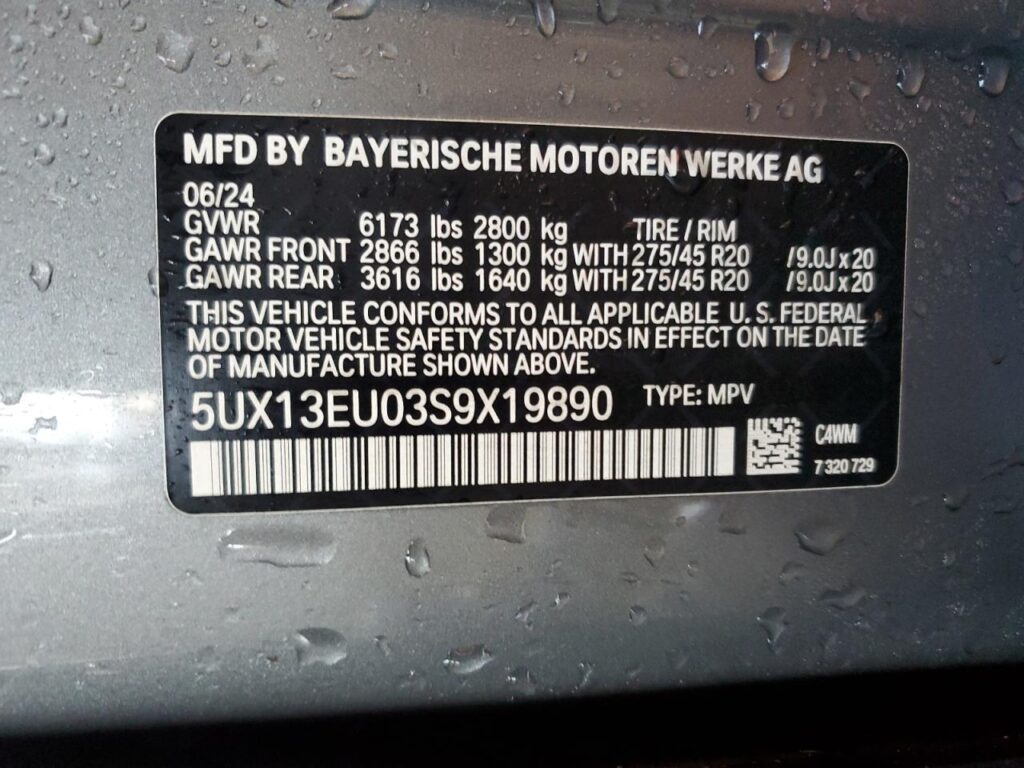 MFD BY BAYERISCHE MOTOREN WERKE AG
06/24
GVWR 6173 lbs 2800 kg TIRE / RIM
GAWR FRONT 2866 lbs 1300 kg WITH 275/45 R20 /9.0J x 20
GAWR REAR 3616 lbs 1640 kg WITH 275/45 R20 /9.0J x 20
THIS VEHICLE CONFORMS TO ALL APPLICABLE U. S. FEDERAL
MOTOR VEHICLE SAFETY STANDARDS IN EFFECT ON THE DATE
OF MANUFACTURE SHOWN ABOVE.
5UX13EU03S9X19890 TYPE: MPV
C4WM
7 320 729